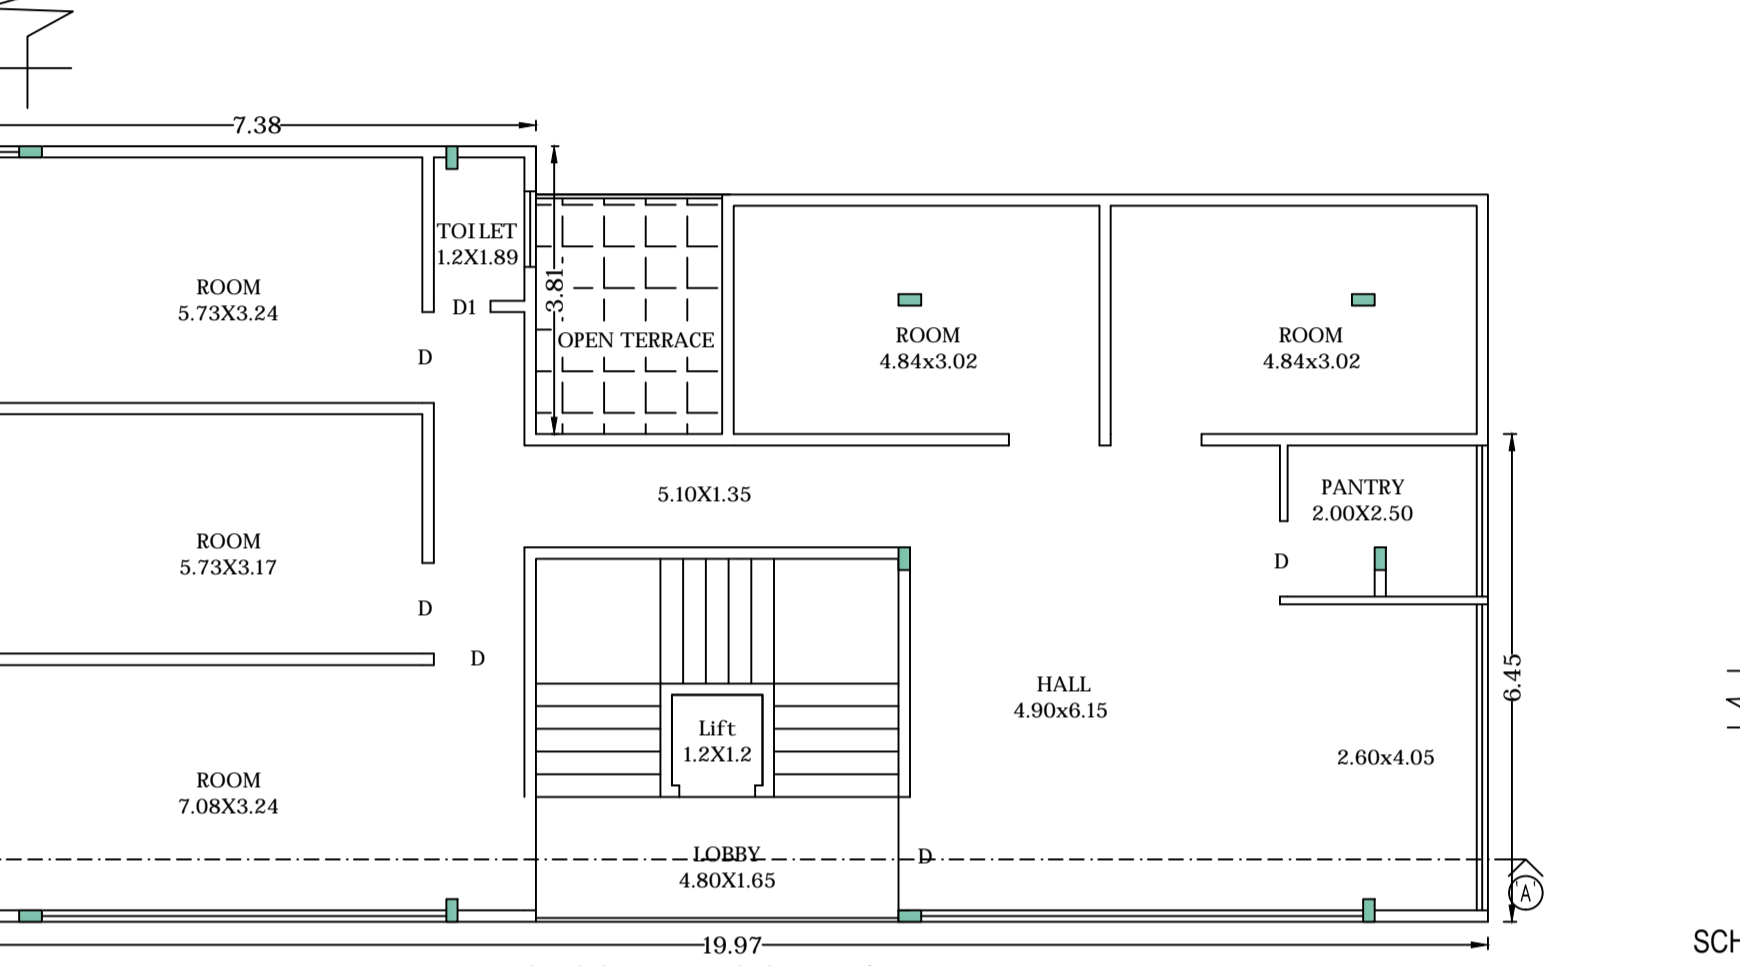 7.38
TOILET
1.2X1.89
ROOM
5.73X3.24
D1
3.81
OPEN TERRACE
ROOM
4.84x3.02
ROOM
4.84x3.02
D
5.10X1.35
PANTRY
2.00X2.50
ROOM
5.73X3.17
D
D
D
HALL
4.90x6.15
6.45
Lift
1.2X1.2
2.60x4.05
ROOM
7.08X3.24
LOBBY
4.80X1.65
D
'A'
19.97
SCH